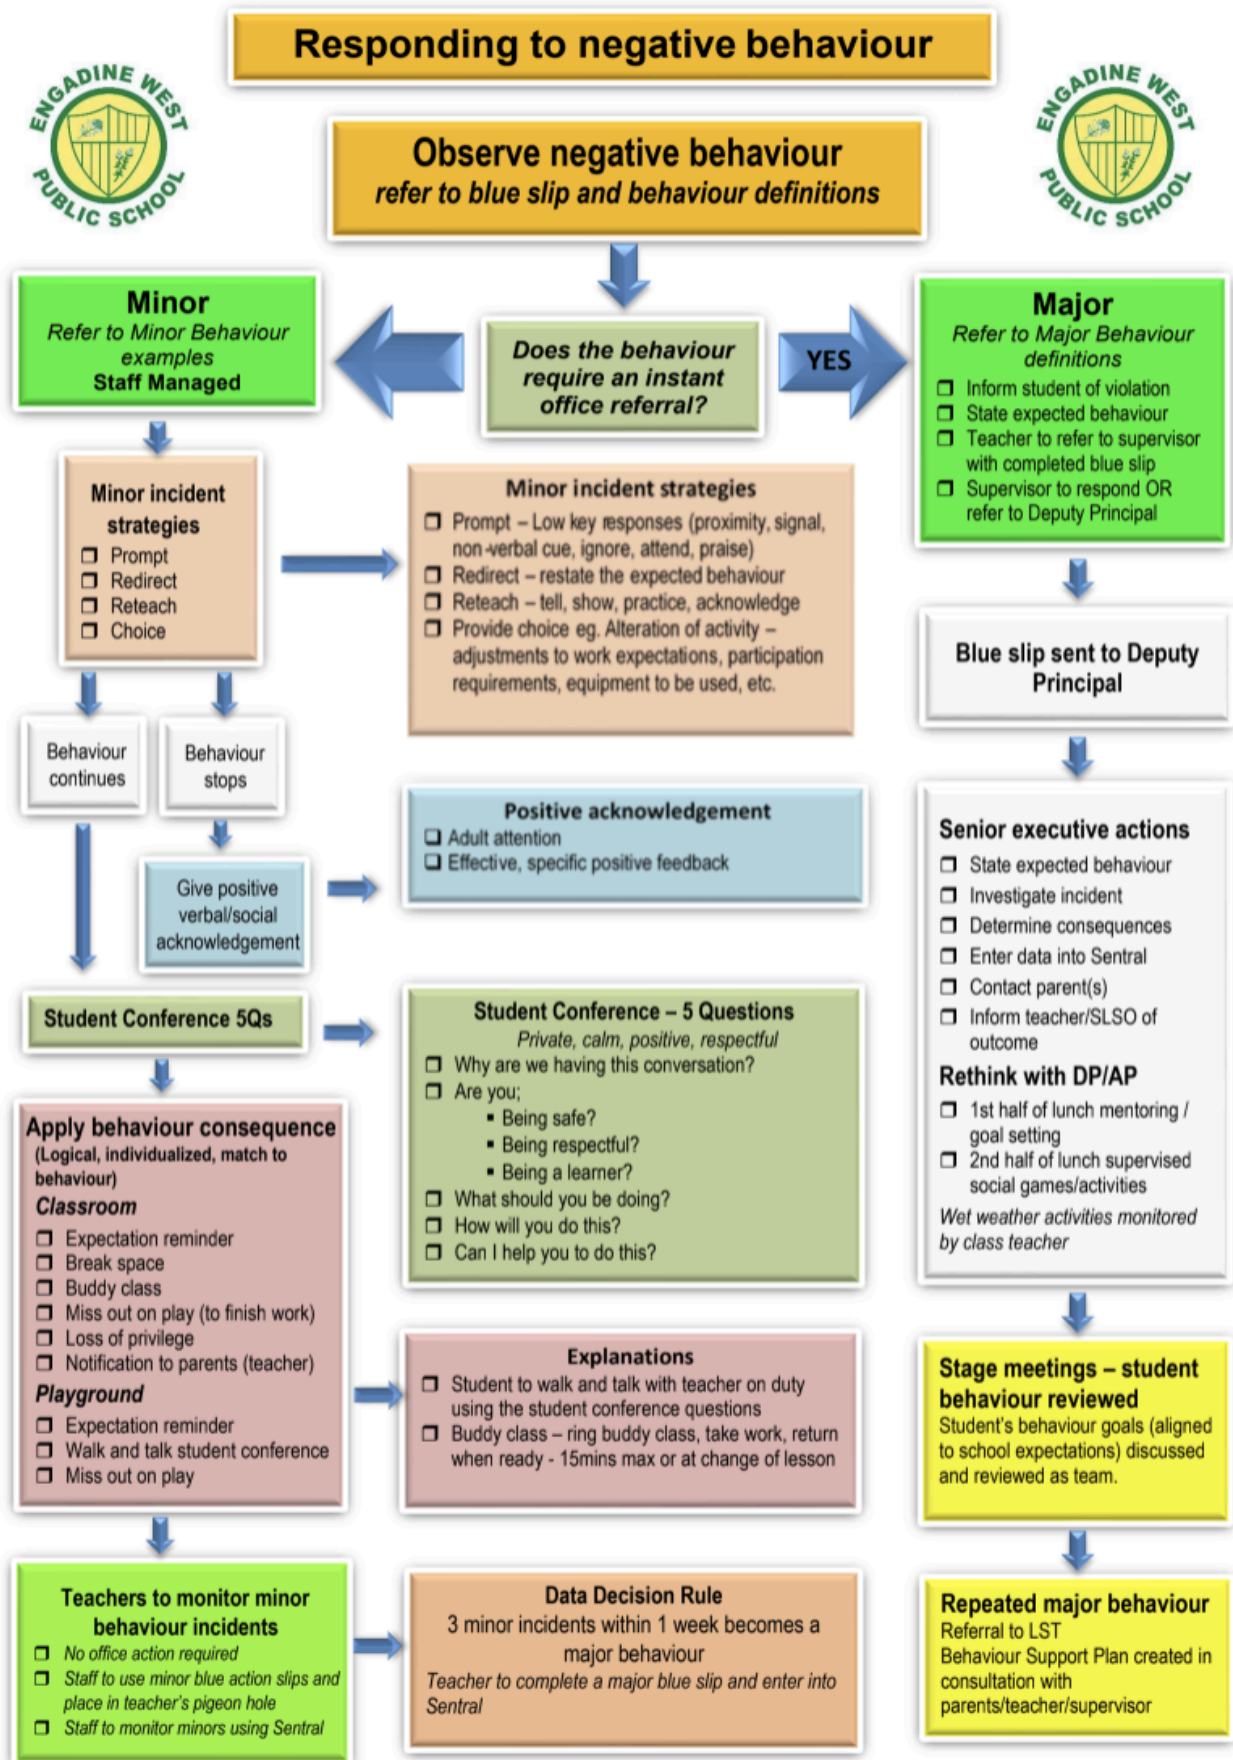 Responding to negative behaviour
ENGADINE WEST
PUBLIC SCHOOL
ENGADINE WEST
PUBLIC SCHOOL
Observe negative behaviour
refer to blue slip and behaviour definitions
Minor
Refer to Minor Behaviour
examples
Staff Managed
Does the behaviour
require an instant
office referral?
YES
Major
Refer to Major Behaviour
definitions
❒ Inform student of violation
❒ State expected behaviour
❒ Teacher to refer to supervisor
with completed blue slip
❒ Supervisor to respond OR
refer to Deputy Principal
Minor incident
strategies
❒ Prompt
❒ Redirect
❒ Reteach
❒ Choice
Minor incident strategies
❒ Prompt – Low key responses (proximity, signal,
non-verbal cue, ignore, attend, praise)
❒ Redirect – restate the expected behaviour
❒ Reteach – tell, show, practice, acknowledge
❒ Provide choice eg. Alteration of activity –
adjustments to work expectations, participation
requirements, equipment to be used, etc.
Blue slip sent to Deputy
Principal
Behaviour
continues
Behaviour
stops
Positive acknowledgement
❑ Adult attention
❑ Effective, specific positive feedback
Give positive
verbal/social
acknowledgement
Senior executive actions
❒ State expected behaviour
❒ Investigate incident
❒ Determine consequences
❒ Enter data into Sentral
❒ Contact parent(s)
❒ Inform teacher/SLSO of
outcome
Rethink with DP/AP
❒ 1st half of lunch mentoring /
goal setting
❒ 2nd half of lunch supervised
social games/activities
Wet weather activities monitored
by class teacher
Student Conference 5Qs
Student Conference – 5 Questions
Private, calm, positive, respectful
❒ Why are we having this conversation?
❒ Are you;
▪ Being safe?
▪ Being respectful?
▪ Being a learner?
❒ What should you be doing?
❒ How will you do this?
❒ Can I help you to do this?
Apply behaviour consequence
(Logical, individualized, match to
behaviour)
Classroom
❒ Expectation reminder
❒ Break space
❒ Buddy class
❒ Miss out on play (to finish work)
❒ Loss of privilege
❒ Notification to parents (teacher)
Playground
❒ Expectation reminder
❒ Walk and talk student conference
❒ Miss out on play
Explanations
❒ Student to walk and talk with teacher on duty
using the student conference questions
❒ Buddy class – ring buddy class, take work, return
when ready - 15mins max or at change of lesson
Stage meetings – student
behaviour reviewed
Student's behaviour goals (aligned
to school expectations) discussed
and reviewed as team.
Teachers to monitor minor
behaviour incidents
❒ No office action required
❒ Staff to use minor blue action slips and
place in teacher's pigeon hole
❒ Staff to monitor minors using Sentral
Data Decision Rule
3 minor incidents within 1 week becomes a
major behaviour
Teacher to complete a major blue slip and enter into
Sentral
Repeated major behaviour
Referral to LST
Behaviour Support Plan created in
consultation with
parents/teacher/supervisor